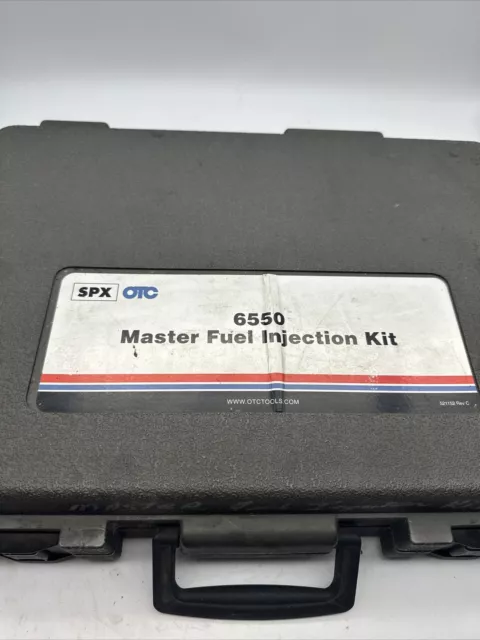 SPX OTC
6550
Master Fuel Injection Kit
WWW.OTCTOOLS.COM